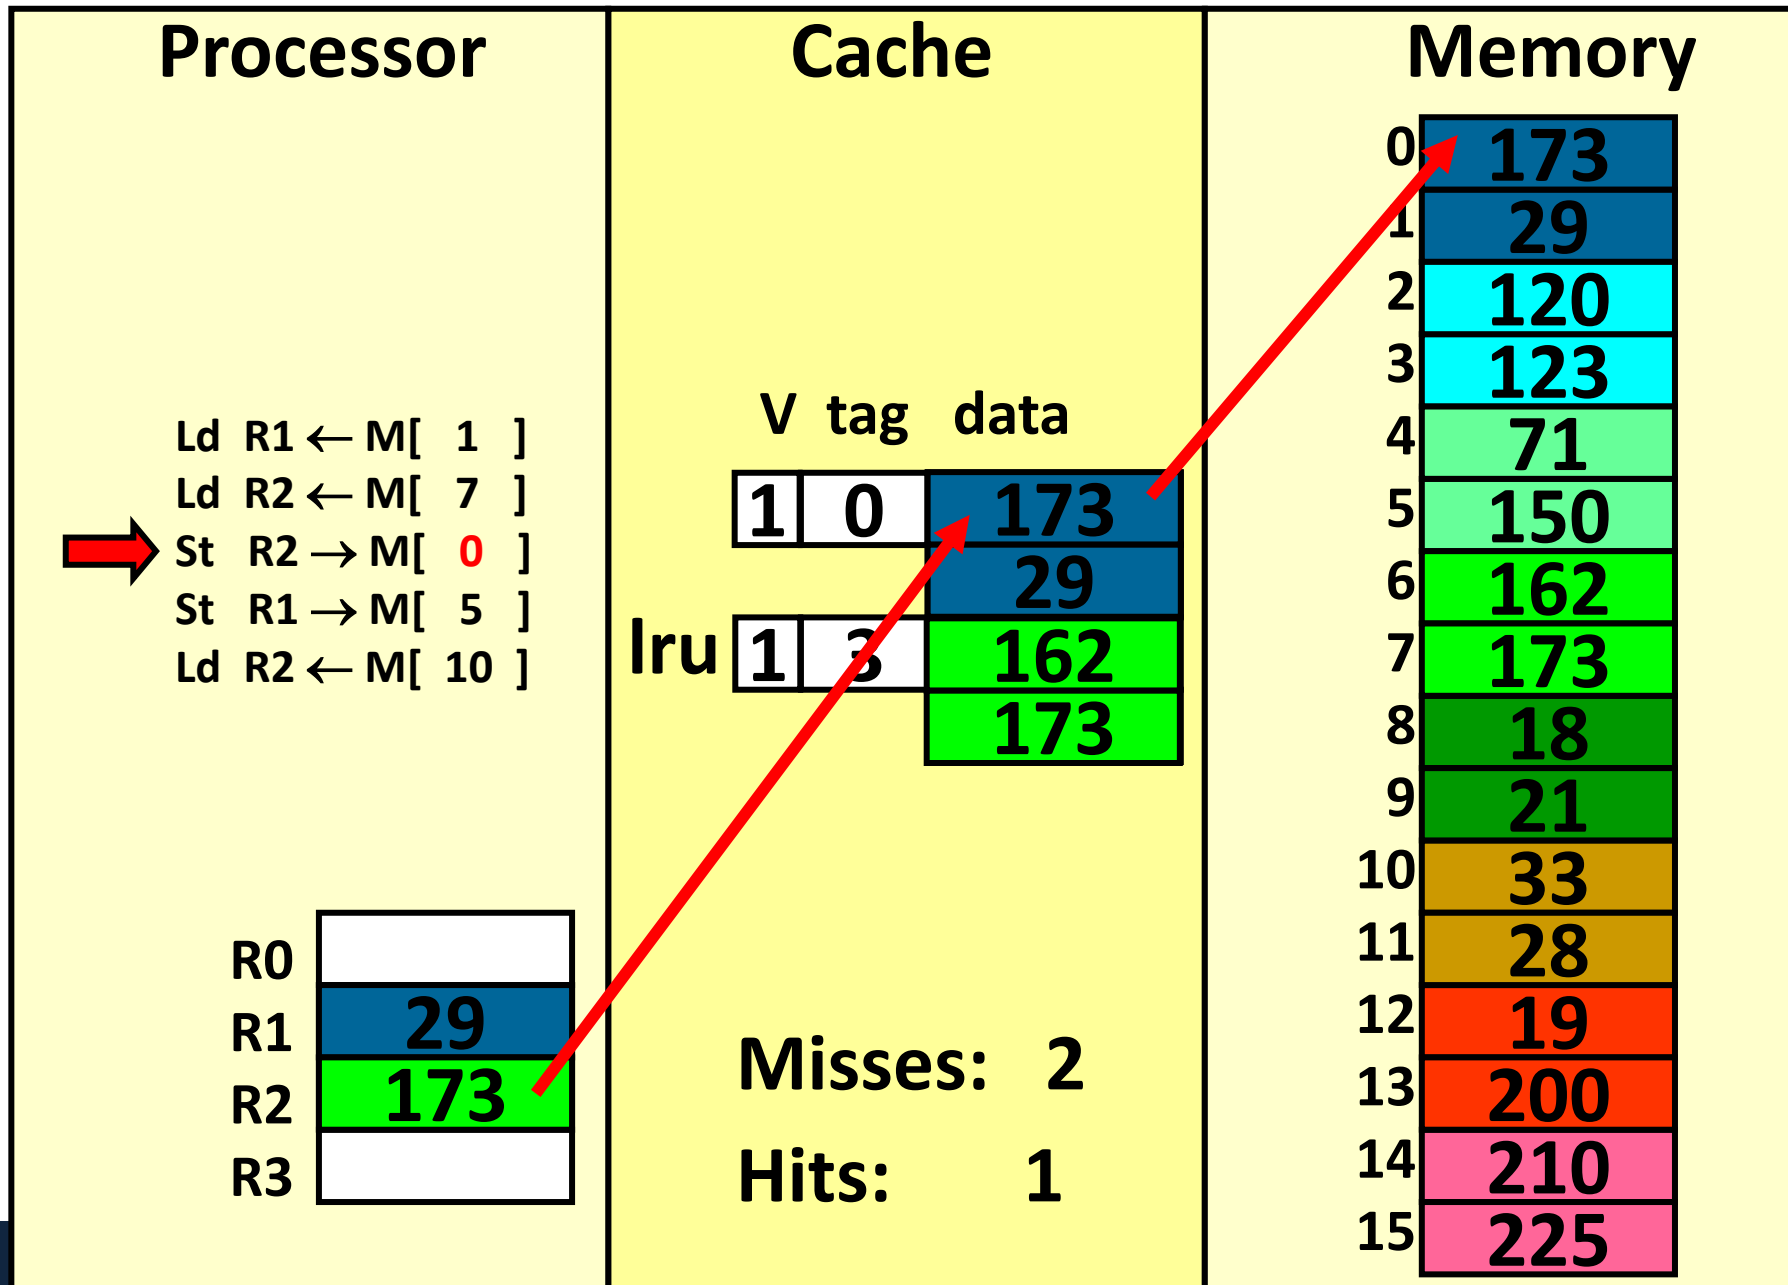 Processor
Cache
Memory
Ld R1 ← M[ 1 ]
Ld R2 ← M[ 7 ]
St R2 → M[ 0 ]
St R1 → M[ 5 ]
Ld R2 ← M[ 10 ]
R0
R1 29
R2 173
R3
V tag data
1 0 173
29
lru 1 3 162
173
Misses: 2
Hits: 1
0 173
1 29
2 120
3 123
4 71
5 150
6 162
7 173
8 18
9 21
10 33
11 28
12 19
13 200
14 210
15 225